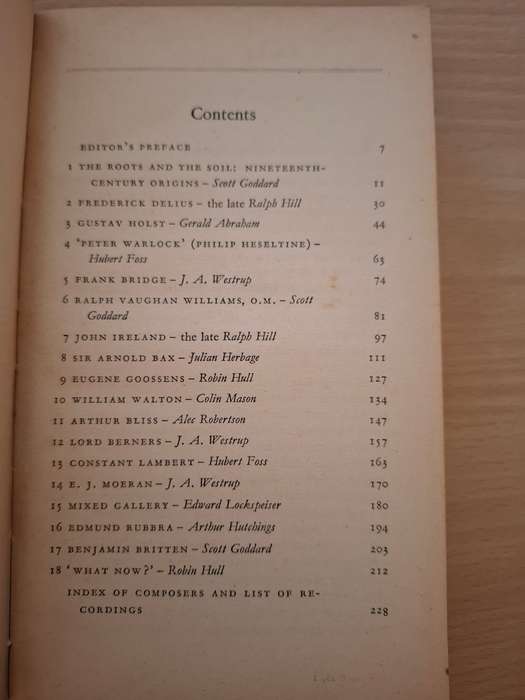 Contents
EDITOR'S PREFACE 7
1 THE ROOTS AND THE SOIL: NINETEENTH-
CENTURY ORIGINS – Scott Goddard 11
2 FREDERICK DELIUS – the late Ralph Hill 30
3 GUSTAV HOLST – Gerald Abraham 44
4 'PETER WARLOCK' (PHILIP HESELTINE) –
Hubert Foss 63
5 FRANK BRIDGE – J. A. Westrup 74
6 RALPH VAUGHAN WILLIAMS, O.M. – Scott
Goddard 81
7 JOHN IRELAND – the late Ralph Hill 97
8 SIR ARNOLD BAX – Julian Herbage 111
9 EUGENE GOOSSENS – Robin Hull 127
10 WILLIAM WALTON – Colin Mason 134
11 ARTHUR BLISS – Alec Robertson 147
12 LORD BERNERS – J. A. Westrup 157
13 CONSTANT LAMBERT – Hubert Foss 163
14 E. J. MOERAN – J. A. Westrup 170
15 MIXED GALLERY – Edward Lockspeiser 180
16 EDMUND RUBBRA – Arthur Hutchings 194
17 BENJAMIN BRITTEN – Scott Goddard 203
18 'WHAT NOW?' – Robin Hull 212
INDEX OF COMPOSERS AND LIST OF RE-
CORDINGS 228